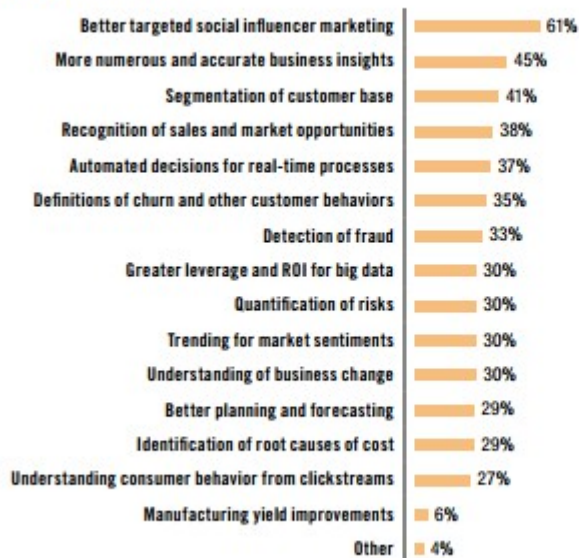 Better targeted social influencer marketing 61%
More numerous and accurate business insights 45%
Segmentation of customer base 41%
Recognition of sales and market opportunities 38%
Automated decisions for real-time processes 37%
Definitions of churn and other customer behaviors 35%
Detection of fraud 33%
Greater leverage and ROI for big data 30%
Quantification of risks 30%
Trending for market sentiments 30%
Understanding of business change 30%
Better planning and forecasting 29%
Identification of root causes of cost 29%
Understanding consumer behavior from clickstreams 27%
Manufacturing yield improvements 6%
Other 4%